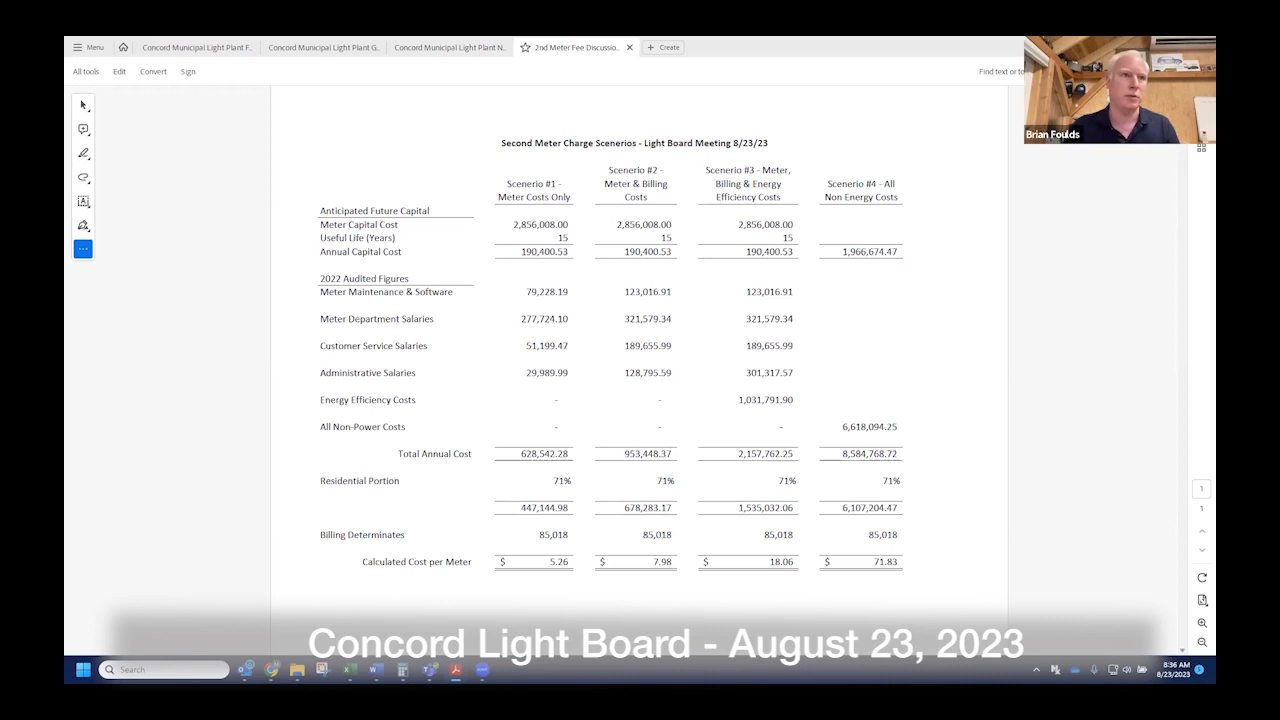 Menu
Concord Municipal Light Plant F..
Concord Municipal Light Plant G..
Concord Municipal Light Plant N..
2nd Meter Fee Discussio..
Create
All tools Edit Convert Sign
Find text or to
Brian Foulds
Second Meter Charge Scenerios - Light Board Meeting 8/23/23
Scenerio #1 -
Meter Costs Only
Scenerio #2 -
Meter & Billing
Costs
Scenerio #3 - Meter,
Billing & Energy
Efficiency Costs
Scenerio #4 - All
Non Energy Costs
Anticipated Future Capital
Meter Capital Cost 2,856,008.00 2,856,008.00 2,856,008.00
Useful Life (Years) 15 15 15
Annual Capital Cost 190,400.53 190,400.53 190,400.53 1,966,674.47
2022 Audited Figures
Meter Maintenance & Software 79,228.19 123,016.91 123,016.91
Meter Department Salaries 277,724.10 321,579.34 321,579.34
Customer Service Salaries 51,199.47 189,655.99 189,655.99
Administrative Salaries 29,989.99 128,795.59 301,317.57
Energy Efficiency Costs - - 1,031,791.90
All Non-Power Costs - - - 6,618,094.25
Total Annual Cost 628,542.28 953,448.37 2,157,762.25 8,584,768.72
Residential Portion 71% 71% 71% 71%
447,144.98 678,283.17 1,535,032.06 6,107,204.47
Billing Determinates 85,018 85,018 85,018 85,018
Calculated Cost per Meter $ 5.26 $ 7.98 $ 18.06 $ 71.83
1
1
Concord Light Board - August 23, 2023
Search
8:36 AM
8/23/2023